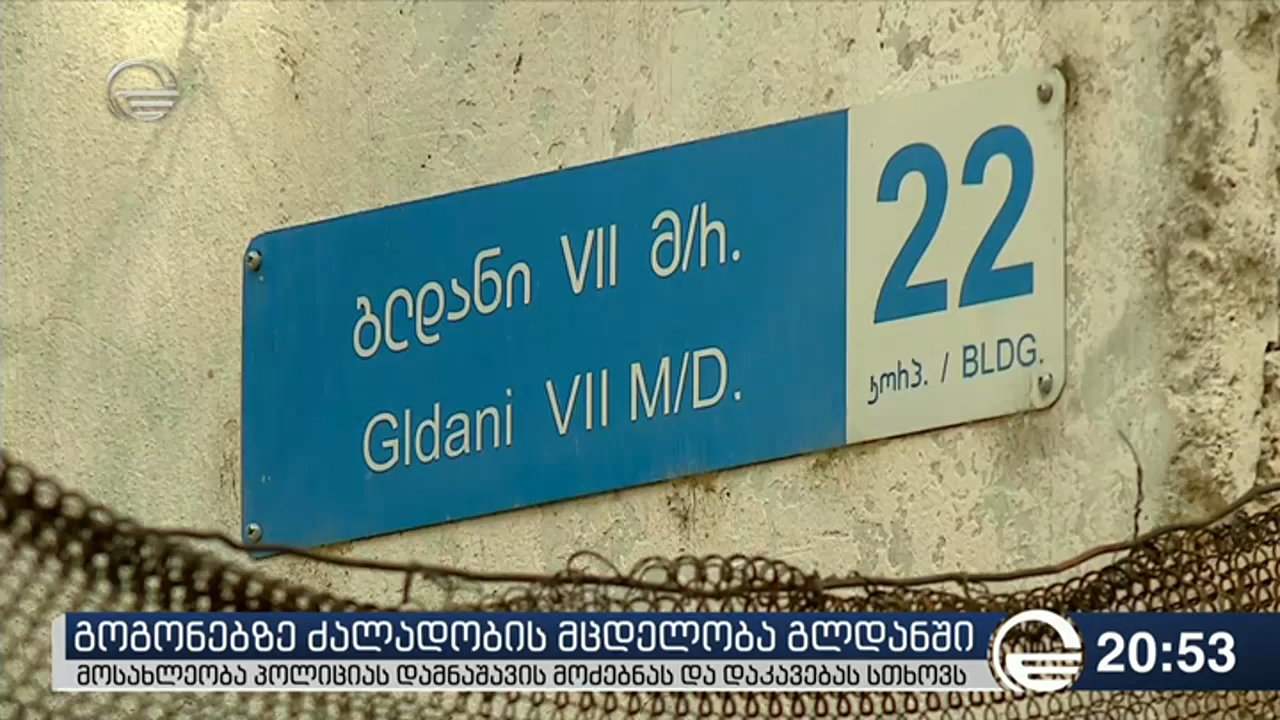 გლდანი VII მ/რ.
Gldani VII M/D.
22
კორპ. / BLDG.
გოგონებზე ძალადობის მცდელობა გლდანში
მოსახლეობა პოლიციას დამნაშავის მოძებნას და დაკავებას სთხოვს
20:53